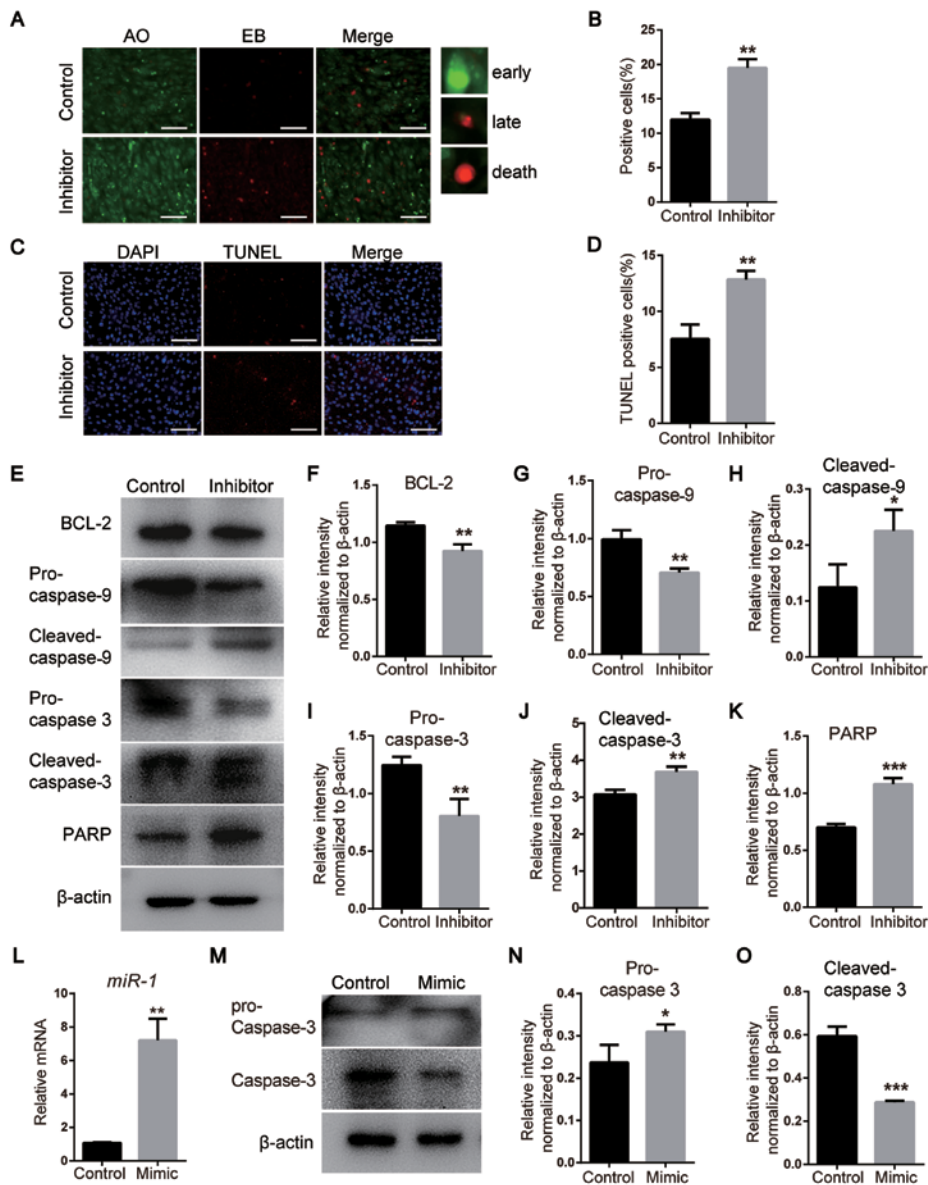 A
AO
EB
Merge
Control
Inhibitor
early
late
death
B
Positive cells(%)
25
20
15
10
5
0
**
Control
Inhibitor
C
DAPI
TUNEL
Merge
Control
Inhibitor
D
TUNEL positive cells(%)
15
10
5
0
**
Control
Inhibitor
E
Control
Inhibitor
BCL-2
Pro-
caspase-9
Cleaved-
caspase-9
Pro-
caspase 3
Cleaved-
caspase-3
PARP
β-actin
F
BCL-2
Relative intensity
normalized to β-actin
1.5
1.0
0.5
0.0
**
Control
Inhibitor
G
Pro-
caspase-9
Relative intensity
normalized to β-actin
1.5
1.0
0.5
0.0
**
Control
Inhibitor
H
Cleaved-
caspase-9
Relative intensity
normalized to β-actin
0.3
0.2
0.1
0.0
*
Control
Inhibitor
I
Pro-
caspase-3
Relative intensity
normalized to β-actin
1.5
1.0
0.5
0.0
**
Control
Inhibitor
J
Cleaved-
caspase-3
Relative intensity
normalized to β-actin
5
4
3
2
1
0
**
Control
Inhibitor
K
PARP
Relative intensity
normalized to β-actin
1.5
1.0
0.5
0.0
***
Control
Inhibitor
L
miR-1
Relative mRNA
10
8
6
4
2
0
**
Control
Mimic
M
Control
Mimic
pro-
Caspase-3
Caspase-3
β-actin
N
Pro-
caspase 3
Relative intensity
normalized to β-actin
0.4
0.3
0.2
0.1
0.0
*
Control
Mimic
O
Cleaved-
caspase 3
Relative intensity
normalized to β-actin
0.8
0.6
0.4
0.2
0.0
***
Control
Mimic